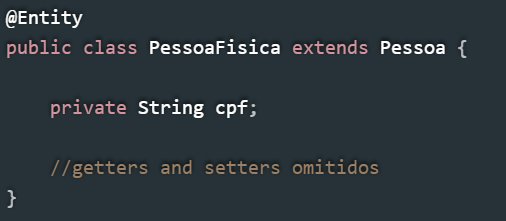 @Entity
public class PessoaFisica extends Pessoa {
private String cpf;
//getters and setters omitidos
}